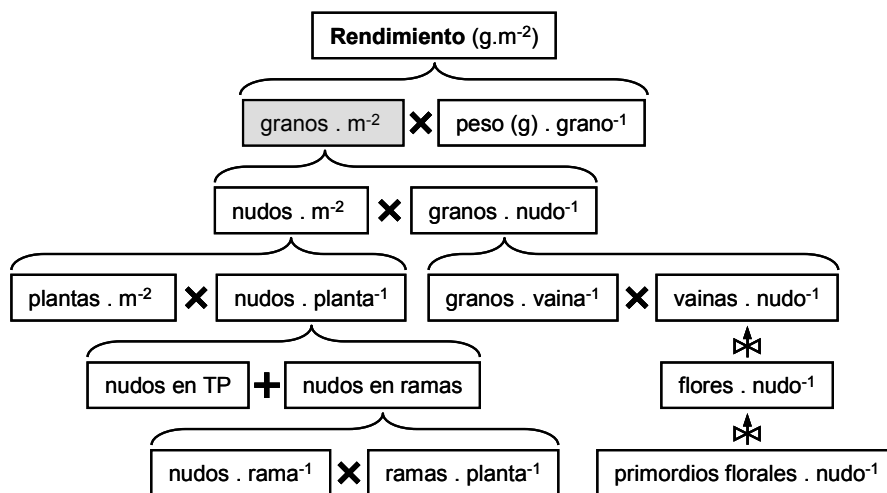 Rendimiento (g.m⁻²)
granos . m⁻² × peso (g) . grano⁻¹
nudos . m⁻² × granos . nudo⁻¹
plantas . m⁻² × nudos . planta⁻¹ granos . vaina⁻¹ × vainas . nudo⁻¹
nudos en TP + nudos en ramas flores . nudo⁻¹
nudos . rama⁻¹ × ramas . planta⁻¹ primordios florales . nudo⁻¹